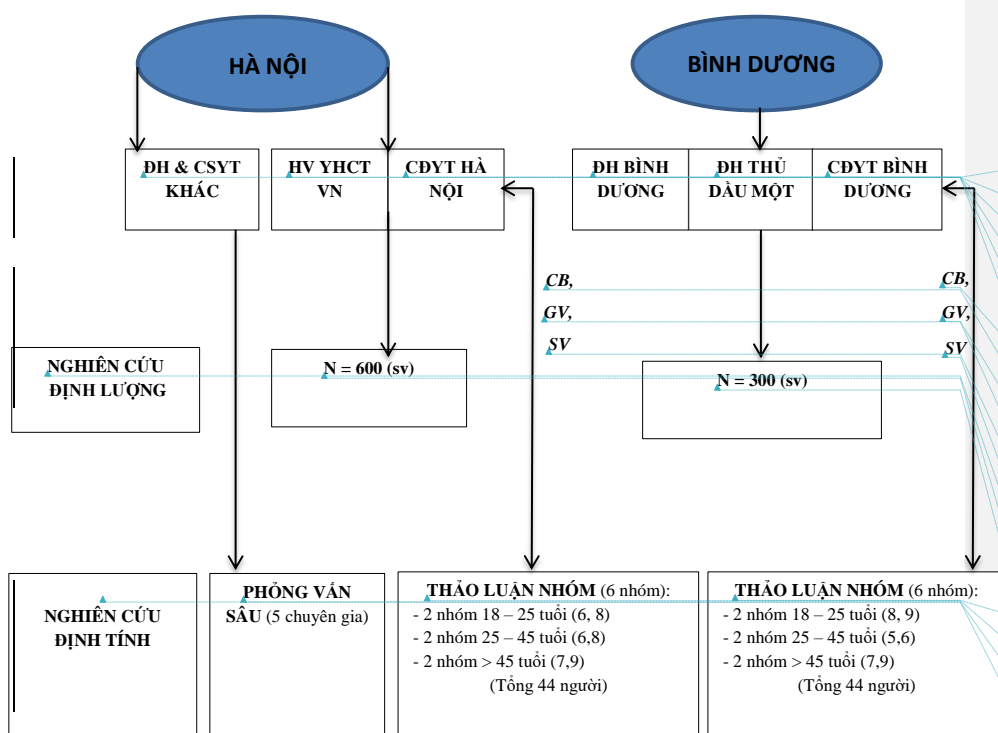 HÀ NỘI
BÌNH DƯƠNG
ĐH & CSYT
KHÁC
HV YHCT
VN
CĐYT HÀ
NỘI
ĐH BÌNH
DƯƠNG
ĐH THỦ
DẦU MỘT
CĐYT BÌNH
DƯƠNG
CB,
GV,
SV
CB,
GV,
SV
NGHIÊN CỨU
ĐỊNH LƯỢNG
N = 600 (sv)
N = 300 (sv)
NGHIÊN CỨU
ĐỊNH TÍNH
PHỎNG VẤN
SÂU (5 chuyên gia)
THẢO LUẬN NHÓM (6 nhóm):
- 2 nhóm 18 – 25 tuổi (6, 8)
- 2 nhóm 25 – 45 tuổi (6,8)
- 2 nhóm > 45 tuổi (7,9)
(Tổng 44 người)
THẢO LUẬN NHÓM (6 nhóm):
- 2 nhóm 18 – 25 tuổi (8, 9)
- 2 nhóm 25 – 45 tuổi (5,6)
- 2 nhóm > 45 tuổi (7,9)
(Tổng 44 người)